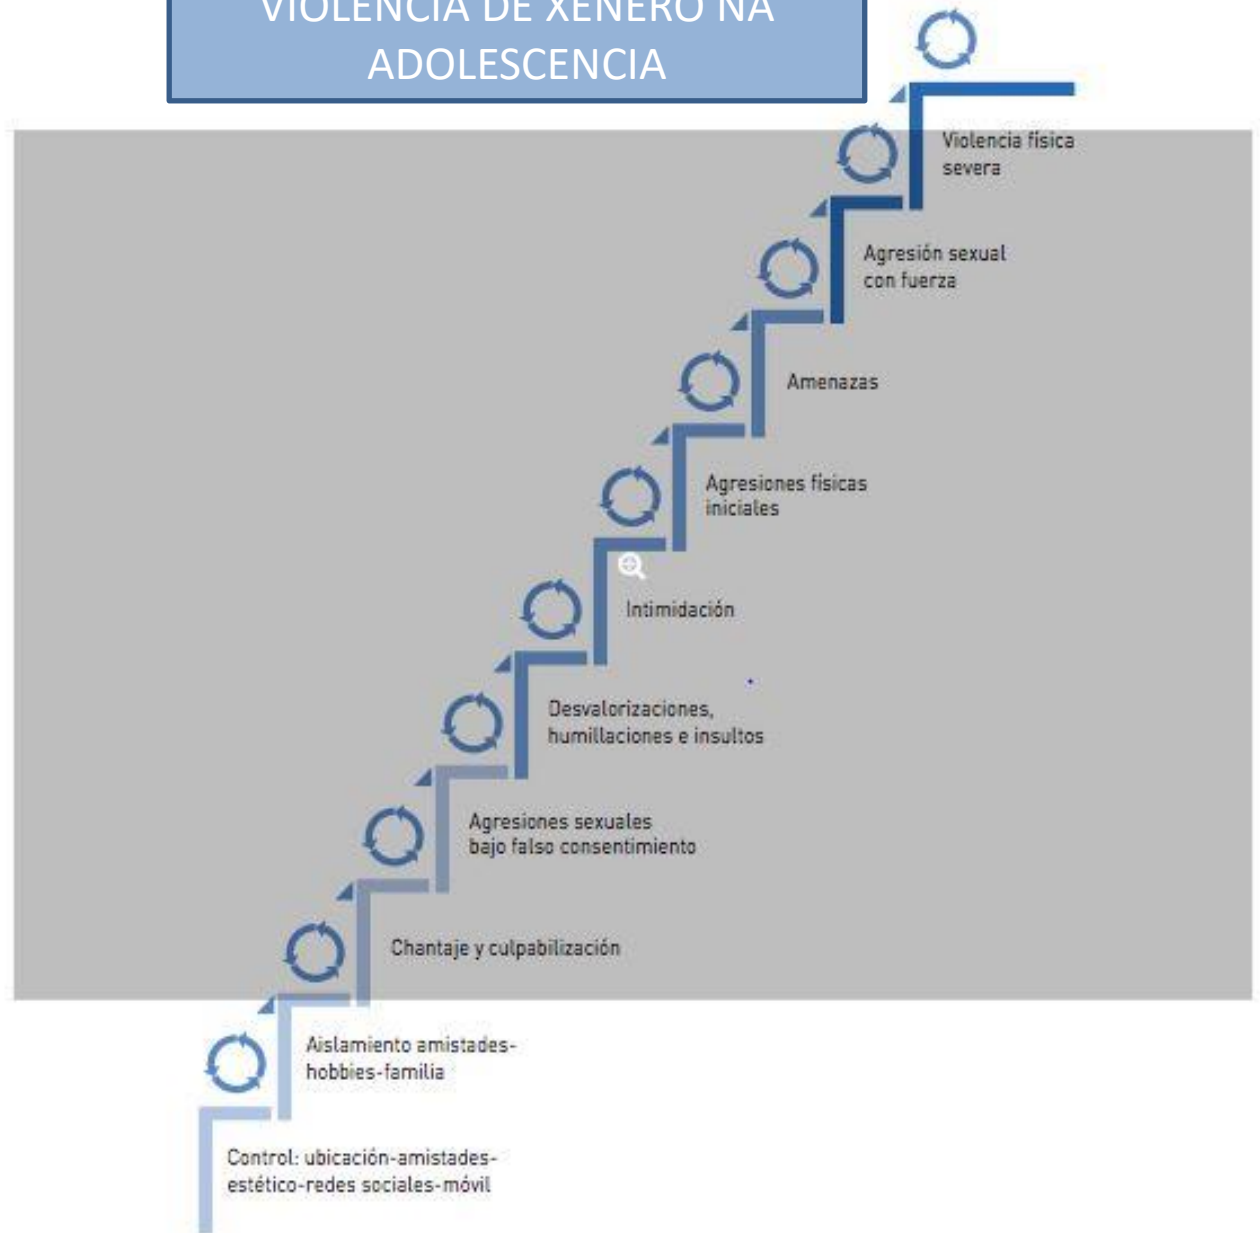 VIOLENCIA DE XÉNERO NA
ADOLESCENCIA
Violencia física
severa
Agresión sexual
con fuerza
Amenazas
Agresiones físicas
iniciales
Intimidación
Desvalorizaciones,
humillaciones e insultos
Agresiones sexuales
bajo falso consentimiento
Chantaje y culpabilización
Aislamiento amistades-
hobbies-familia
Control: ubicación-amistades-
estético-redes sociales-móvil